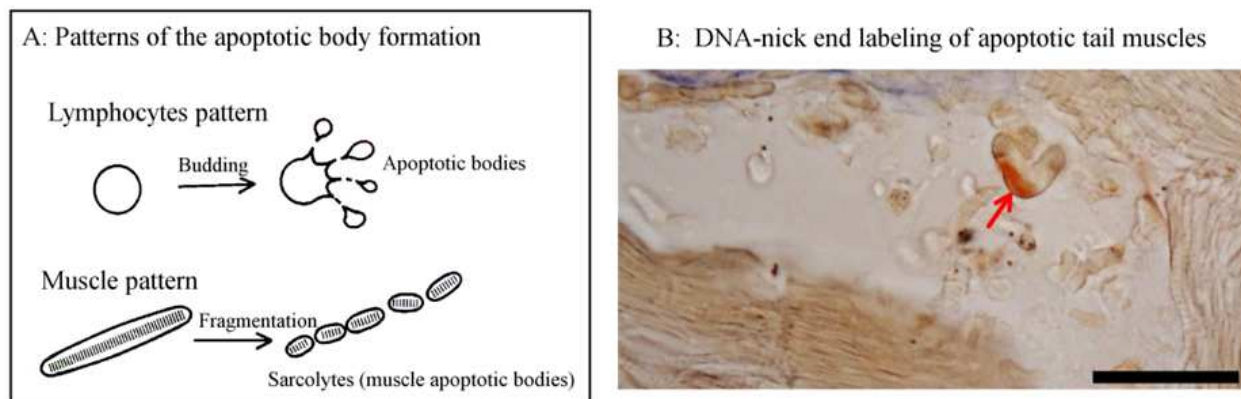 A: Patterns of the apoptotic body formation
Lymphocytes pattern
Budding
Apoptotic bodies
Muscle pattern
Fragmentation
Sarcolytes (muscle apoptotic bodies)
B: DNA-nick end labeling of apoptotic tail muscles